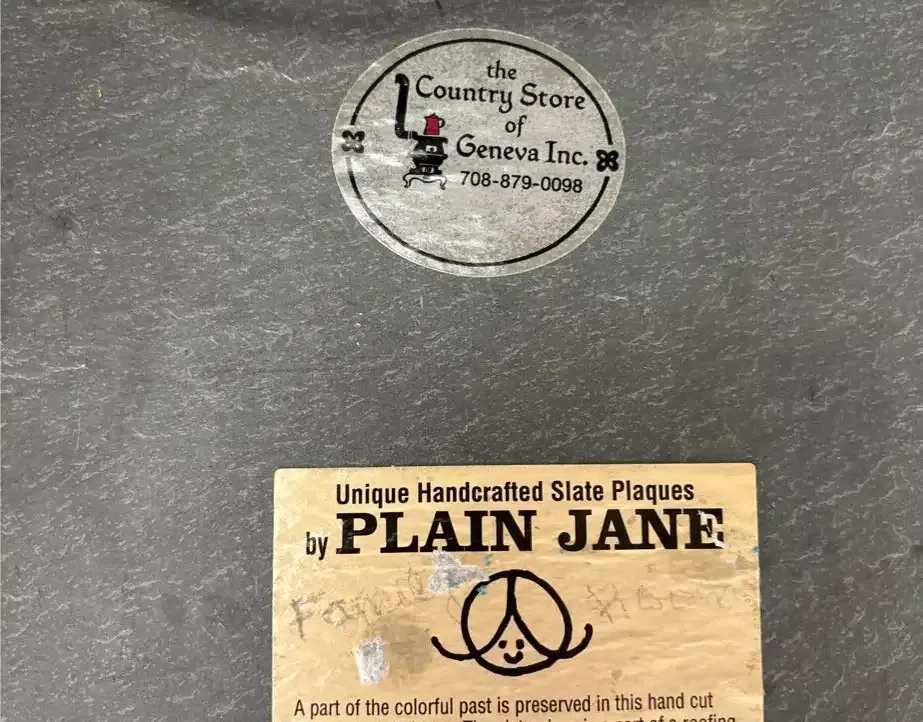 the
Country Store
of
Geneva Inc.
708-879-0098
Unique Handcrafted Slate Plaques
by PLAIN JANE
A part of the colorful past is preserved in this hand cut
a roofing